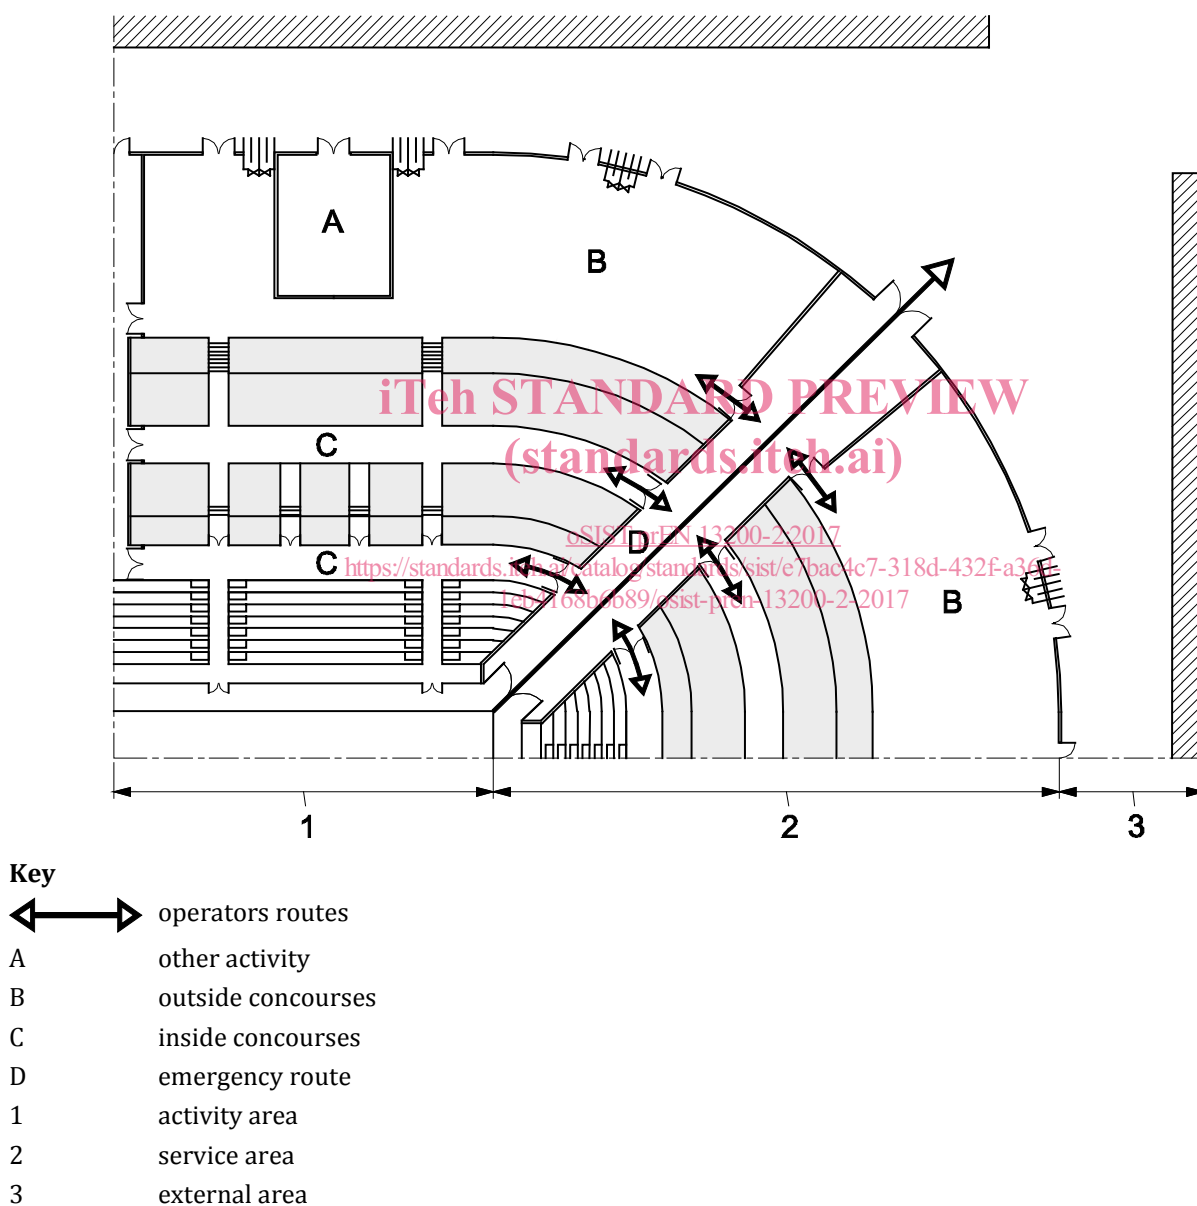 A
B
iTeh STANDARD PREVIEW
C
(standards.iteh.ai)
D
oSIST prEN 13200-2:2017
C
https://standards.iteh.ai/catalog/standards/sist/e7bac4c7-318d-432f-a36d-
1eb4168b6b89/osist-pren-13200-2-2017
B
1
2
3
Key
operators routes
A other activity
B outside concourses
C inside concourses
D emergency route
1 activity area
2 service area
3 external area